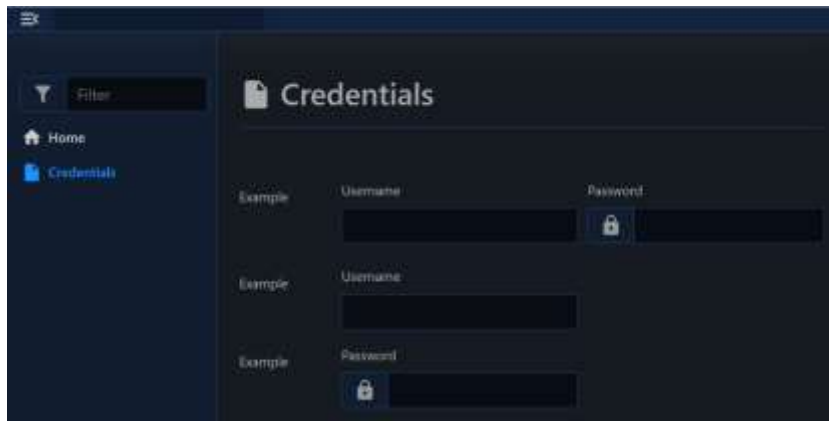 Filter
Home
Credentials
Credentials
Example Username Password
Example Username
Example Password